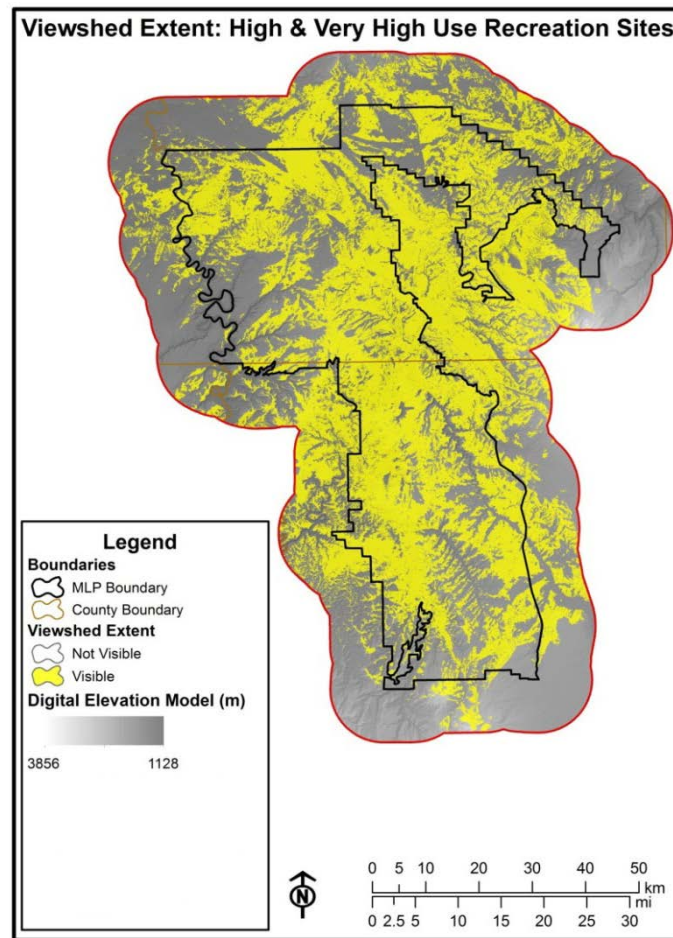 Viewshed Extent: High & Very High Use Recreation Sites
Legend
Boundaries
MLP Boundary
County Boundary
Viewshed Extent
Not Visible
Visible
Digital Elevation Model (m)
3856 1128
N
0 5 10 20 30 40 50
km
mi
0 2.5 5 10 15 20 25 30